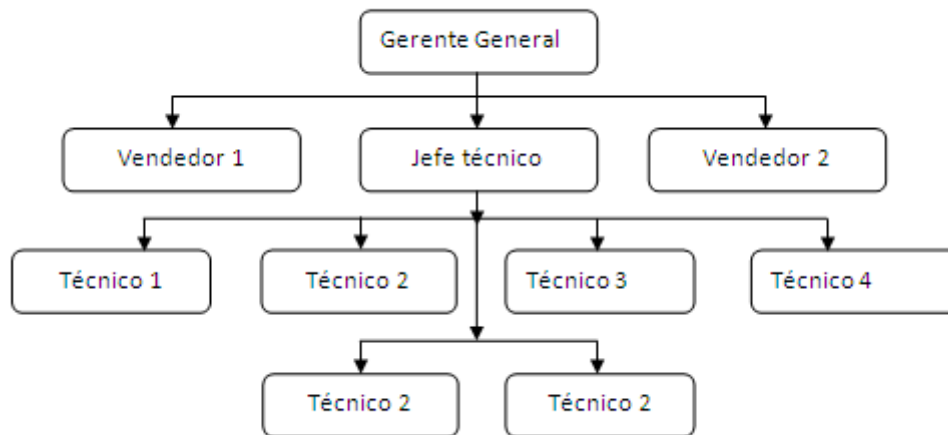 Gerente General
Vendedor 1
Jefe técnico
Vendedor 2
Técnico 1
Técnico 2
Técnico 3
Técnico 4
Técnico 2
Técnico 2